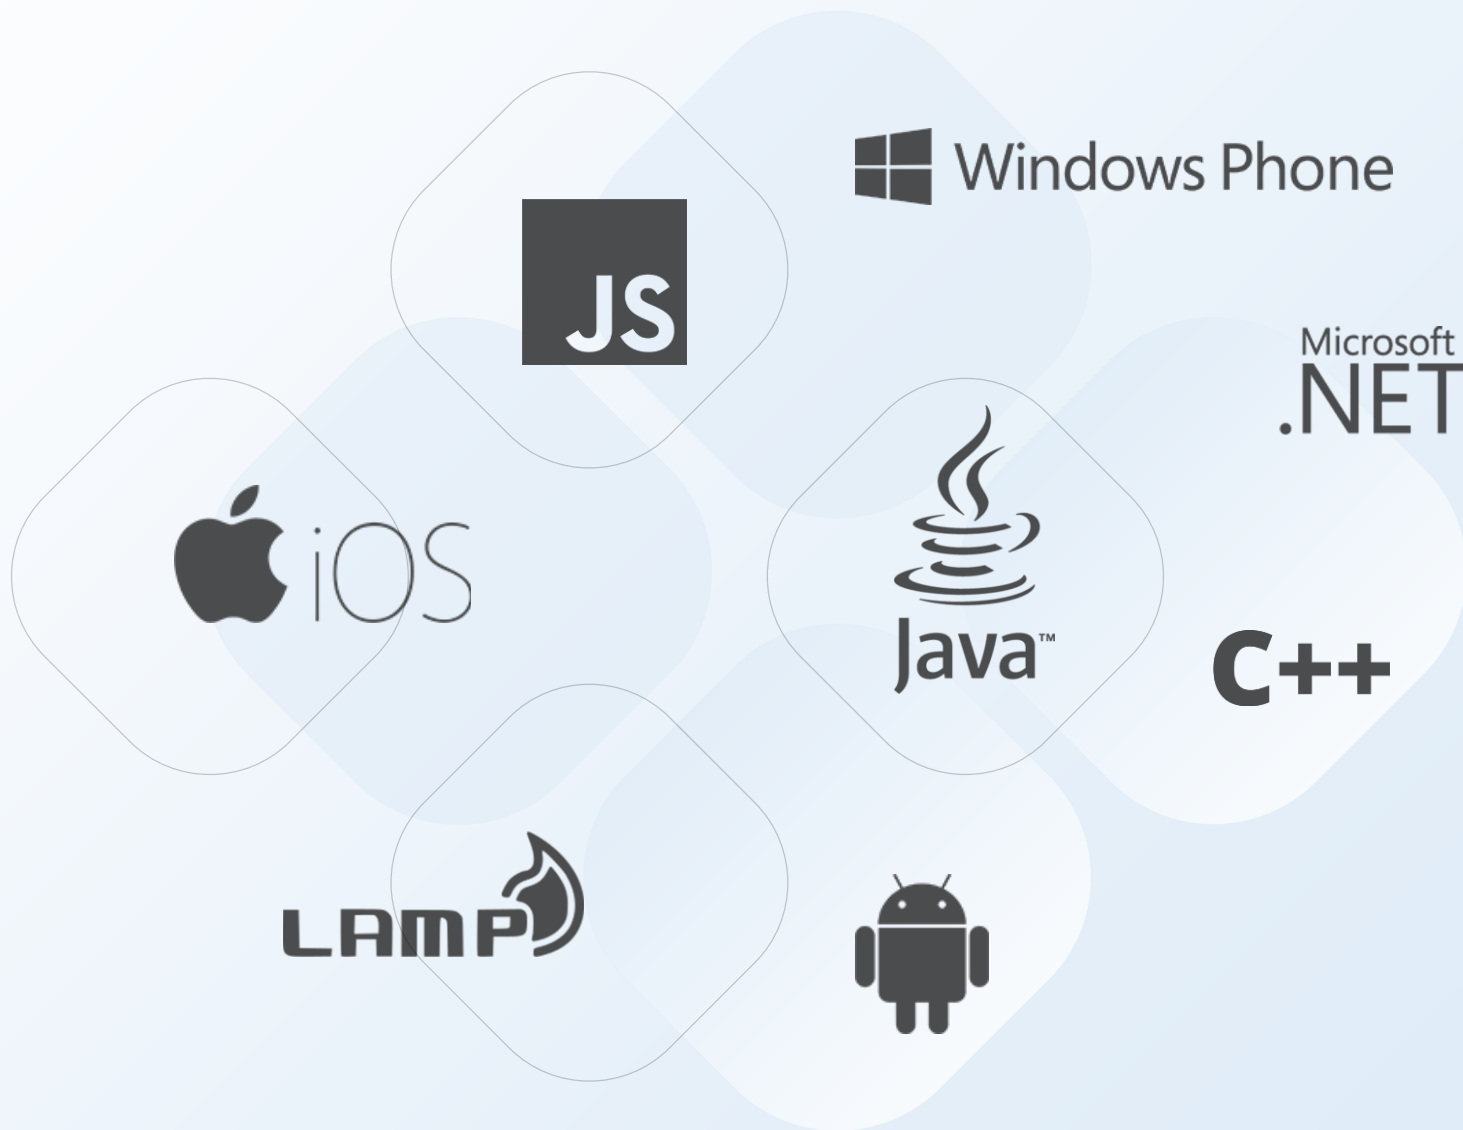 Windows Phone
JS
Microsoft
.NET
iOS
Java™
C++
LAMP